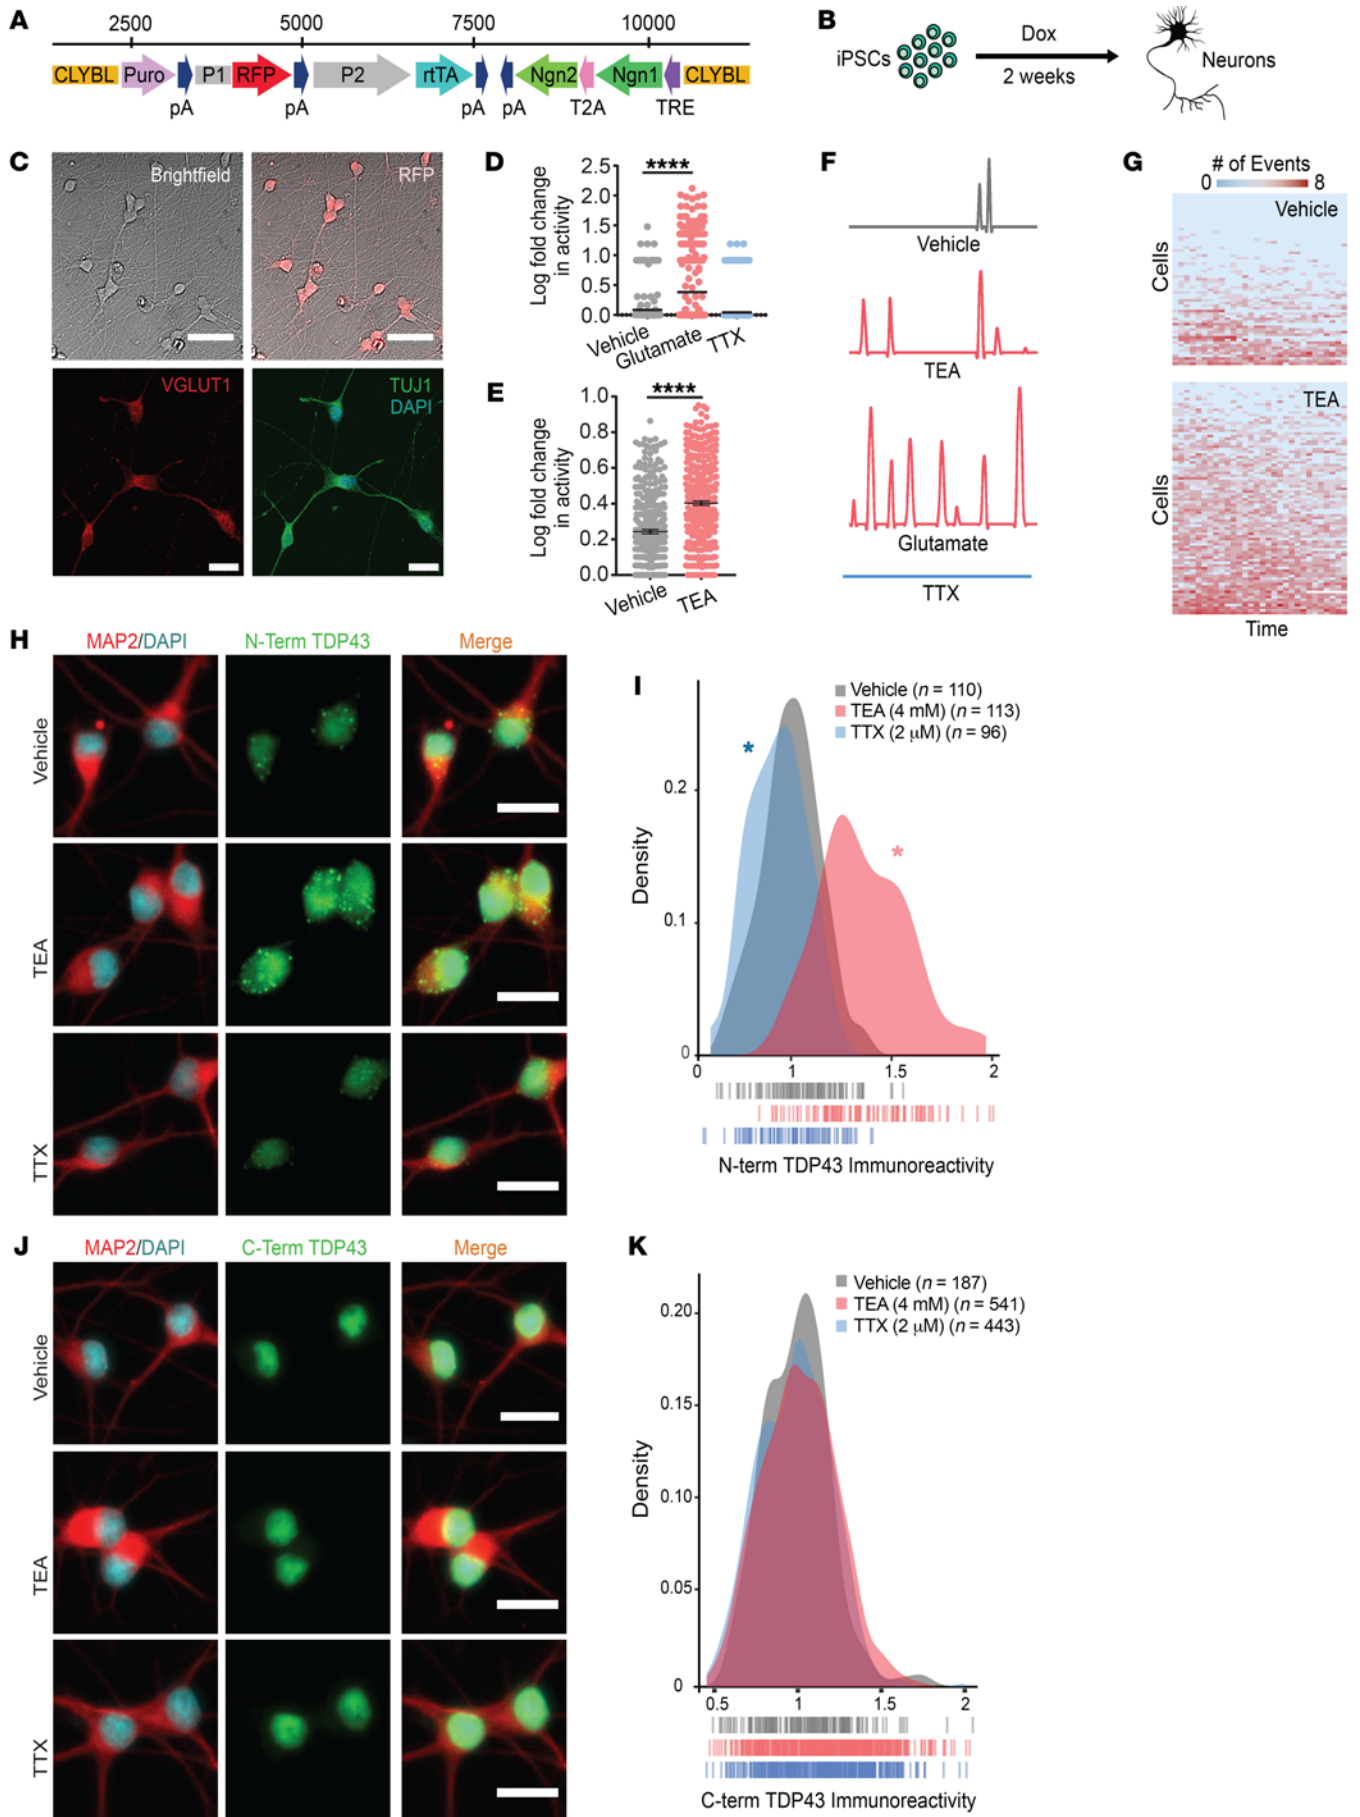 A
2500 5000 7500 10000
CLYBL Puro P1 RFP P2 rtTA Ngn2 Ngn1 CLYBL
pA pA pA pA T2A TRE
B
iPSCs Dox Neurons
2 weeks
C
Brightfield RFP
VGLUT1 TUJ1
DAPI
D
Log fold change
in activity
2.5
2.0
1.5
1.0
0.5
0.0
****
Vehicle Glutamate TTX
E
Log fold change
in activity
1.0
0.8
0.6
0.4
0.2
0.0
****
Vehicle TEA
F
Vehicle
TEA
Glutamate
TTX
G
# of Events
0 8
Vehicle
Cells
TEA
Cells
Time
H
MAP2/DAPI N-Term TDP43 Merge
Vehicle
TEA
TTX
I
Vehicle (n = 110)
TEA (4 mM) (n = 113)
TTX (2 μM) (n = 96)
* *
Density
0.2
0.1
0
0 1 1.5 2
N-term TDP43 Immunoreactivity
J
MAP2/DAPI C-Term TDP43 Merge
Vehicle
TEA
TTX
K
Vehicle (n = 187)
TEA (4 mM) (n = 541)
TTX (2 μM) (n = 443)
Density
0.20
0.15
0.10
0.05
0
0.5 1 1.5 2
C-term TDP43 Immunoreactivity